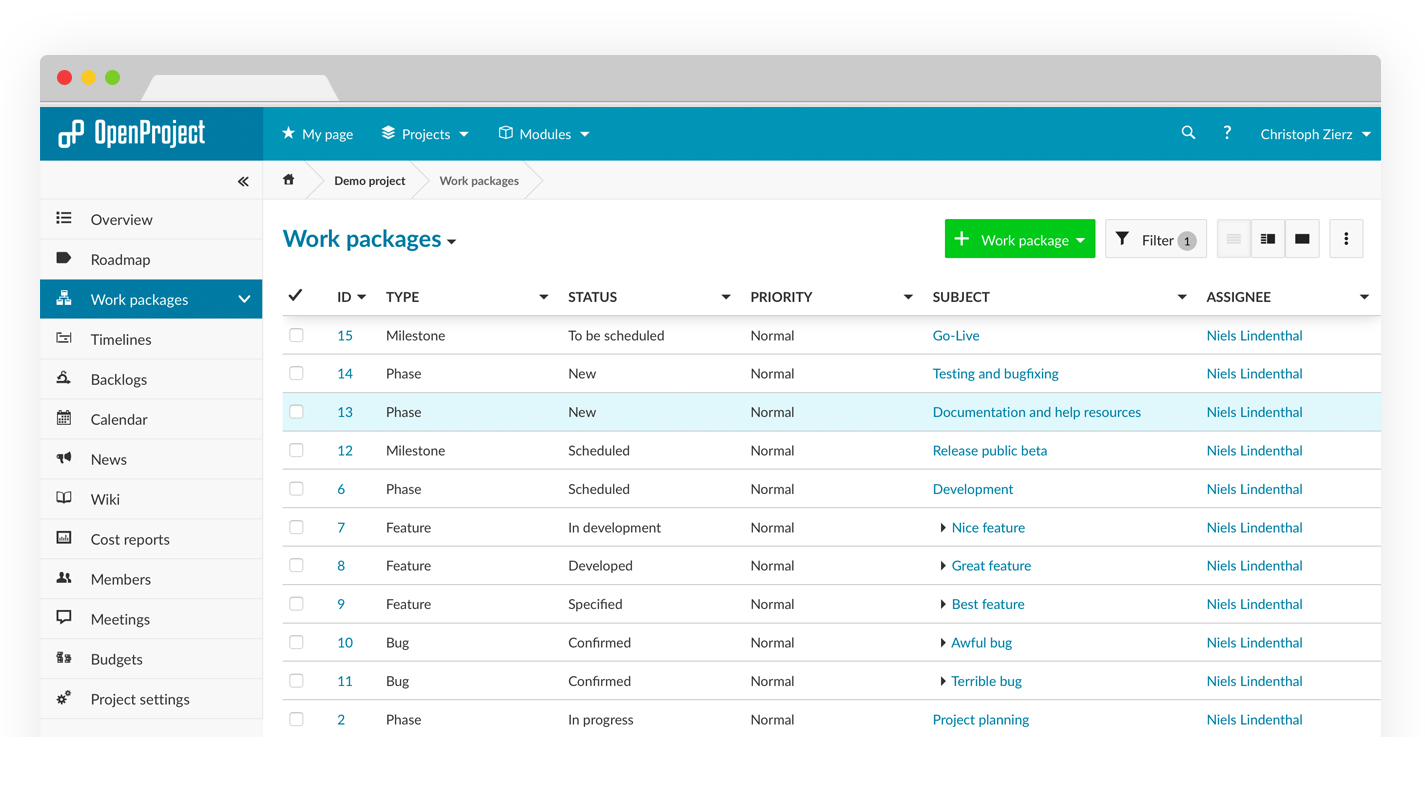 OpenProject My page Projects Modules ? Christoph Zierz
Demo project Work packages
Overview
Roadmap
Work packages
Timelines
Backlogs
Calendar
News
Wiki
Cost reports
Members
Meetings
Budgets
Project settings
Work packages + Work package Filter 1
ID TYPE STATUS PRIORITY SUBJECT ASSIGNEE
15 Milestone To be scheduled Normal Go-Live Niels Lindenthal
14 Phase New Normal Testing and bugfixing Niels Lindenthal
13 Phase New Normal Documentation and help resources Niels Lindenthal
12 Milestone Scheduled Normal Release public beta Niels Lindenthal
6 Phase Scheduled Normal Development Niels Lindenthal
7 Feature In development Normal Nice feature Niels Lindenthal
8 Feature Developed Normal Great feature Niels Lindenthal
9 Feature Specified Normal Best feature Niels Lindenthal
10 Bug Confirmed Normal Awful bug Niels Lindenthal
11 Bug Confirmed Normal Terrible bug Niels Lindenthal
2 Phase In progress Normal Project planning Niels Lindenthal